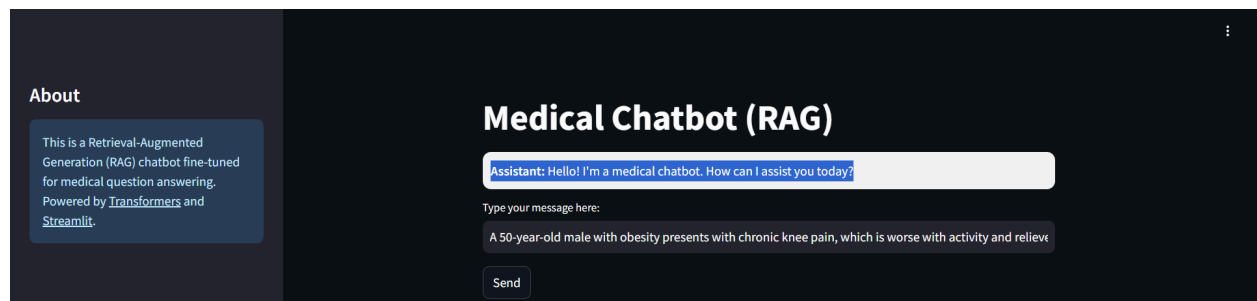 About
This is a Retrieval-Augmented
Generation (RAG) chatbot fine-tuned
for medical question answering.
Powered by Transformers and
Streamlit.
Medical Chatbot (RAG)
Assistant: Hello! I'm a medical chatbot. How can I assist you today?
Type your message here:
A 50-year-old male with obesity presents with chronic knee pain, which is worse with activity and relieve
Send